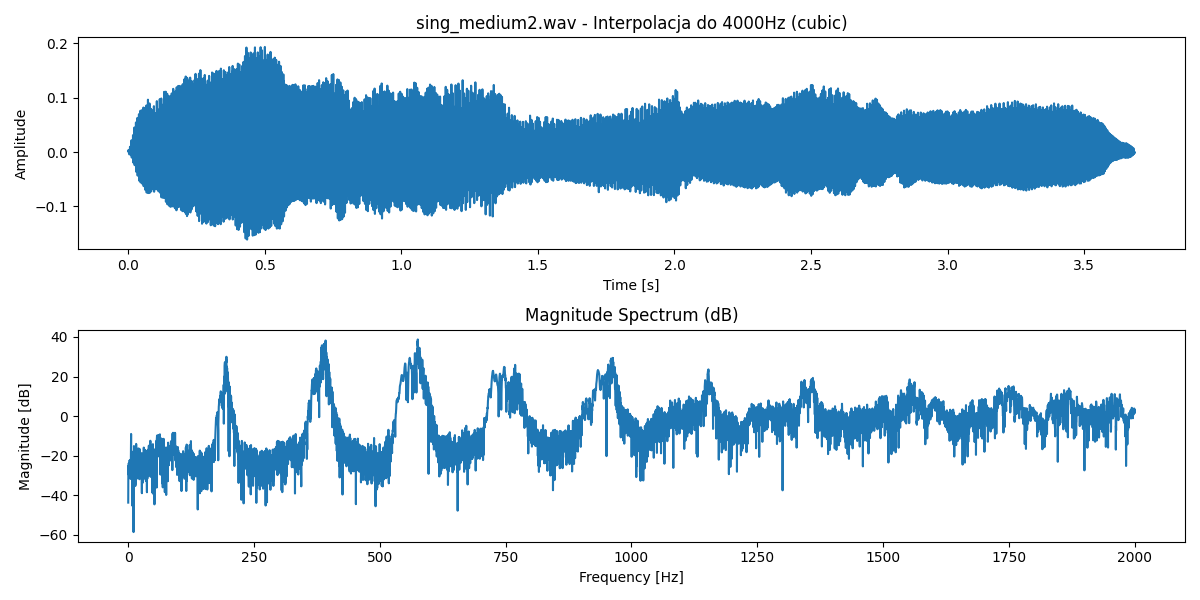 sing_medium2.wav - Interpolacja do 4000Hz (cubic)
0.2
0.1
0.0
−0.1
Amplitude
0.0 0.5 1.0 1.5 2.0 2.5 3.0 3.5
Time [s]
Magnitude Spectrum (dB)
40
20
0
−20
−40
−60
Magnitude [dB]
0 250 500 750 1000 1250 1500 1750 2000
Frequency [Hz]